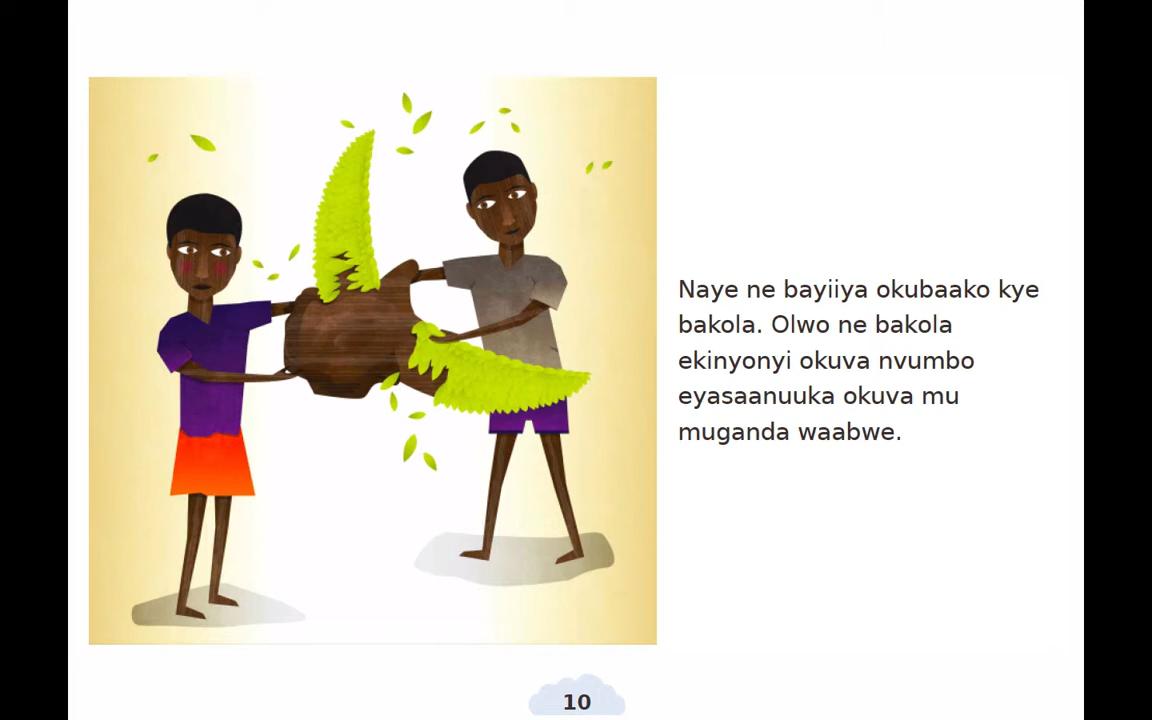 Naye ne bayiiya okubaako kye
bakola. Olwo ne bakola
ekinyonyi okuva nvumbo
eyasaanuuka okuva mu
muganda waabwe.
10